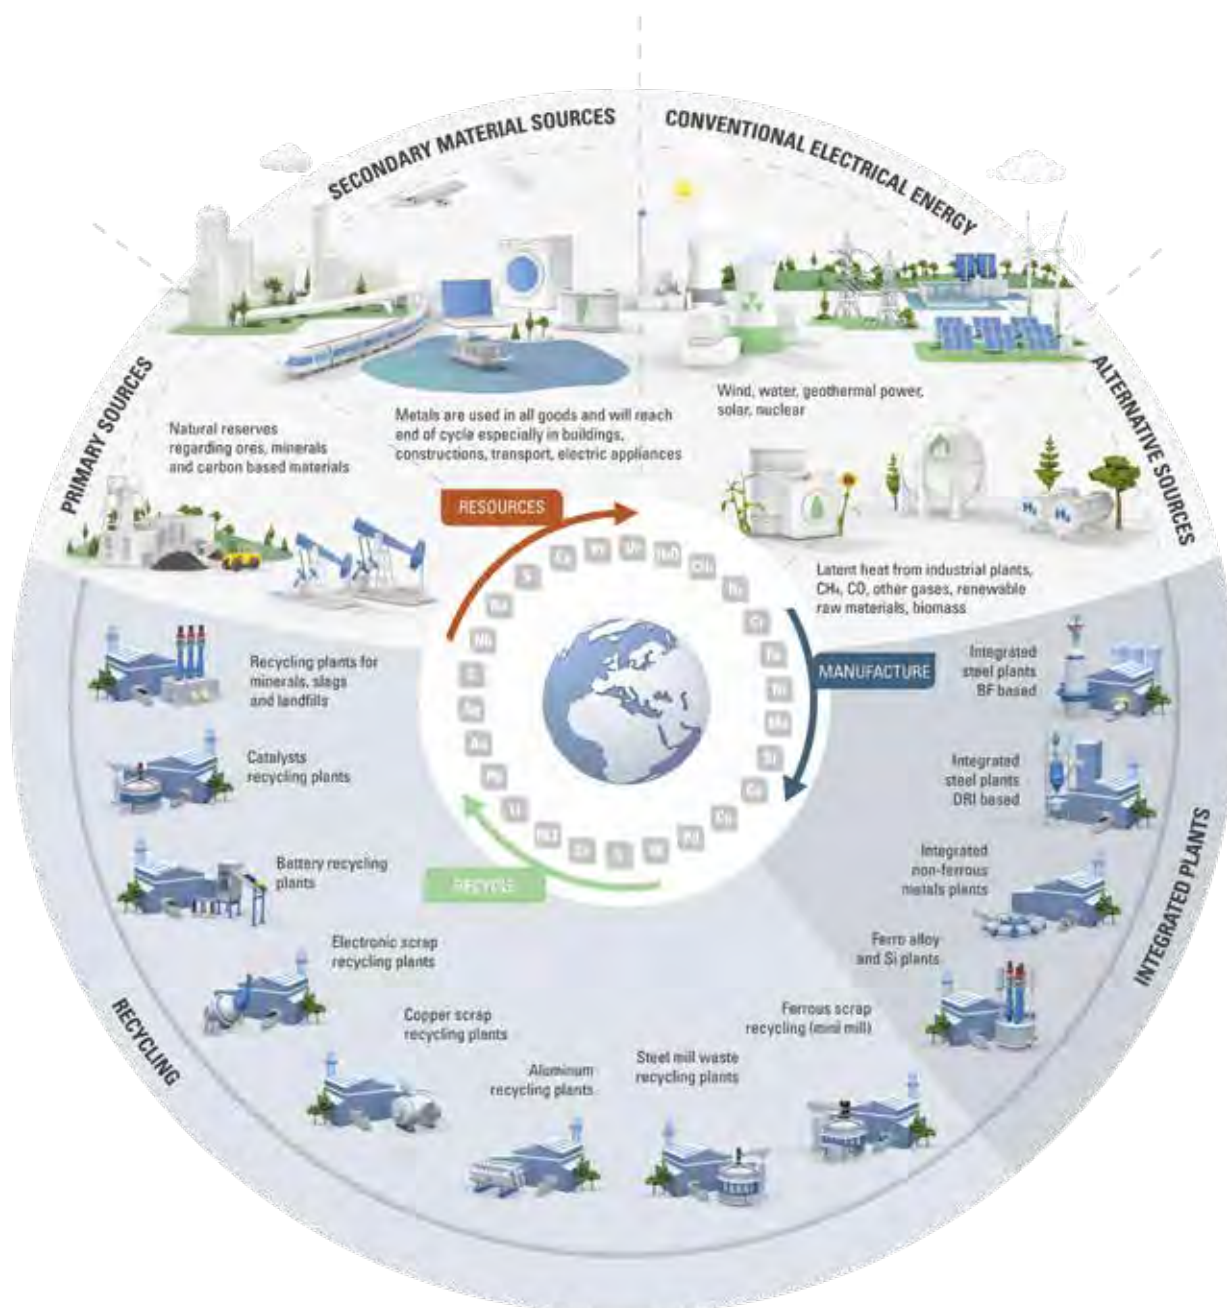 SECONDARY MATERIAL SOURCES
CONVENTIONAL ELECTRICAL ENERGY
PRIMARY SOURCES
ALTERNATIVE SOURCES
Natural reserves
regarding ores, minerals
and carbon based materials
Metals are used in all goods and will reach
end of cycle especially in buildings,
constructions, transport, electric appliances
Wind, water, geothermal power,
solar, nuclear
H₂
H₂
Latent heat from industrial plants,
CH₄, CO, other gases, renewable
raw materials, biomass
RESOURCES
MANUFACTURE
RECYCLE
Recycling plants for
minerals, slags
and landfills
Catalysts
recycling plants
Battery recycling
plants
Electronic scrap
recycling plants
Copper scrap
recycling plants
Aluminum
recycling plants
Steel mill waste
recycling plants
Ferrous scrap
recycling (mini mill)
Ferro alloy
and Si plants
Integrated
non-ferrous
metals plants
Integrated
steel plants
DRI based
Integrated
steel plants
BF based
RECYCLING
INTEGRATED PLANTS